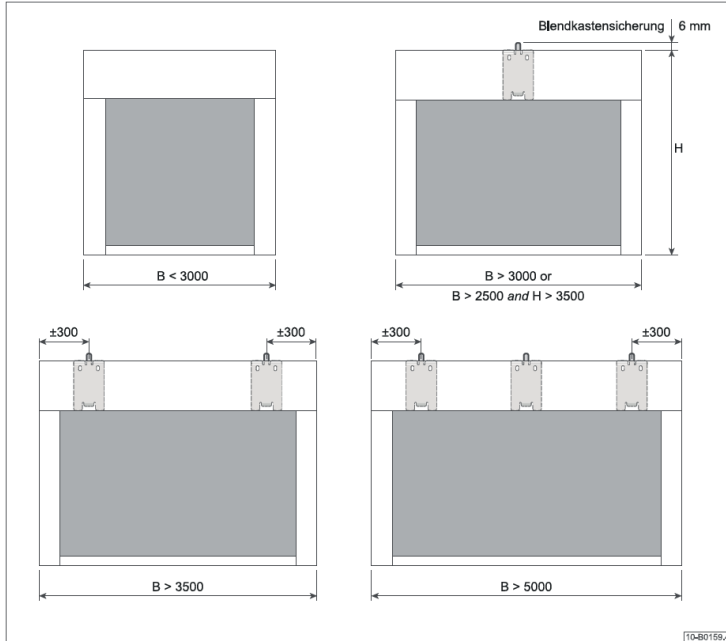 Blendkastensicherung 6 mm
H
B < 3000
B > 3000 or
B > 2500 and H > 3500
±300 ±300
±300 ±300
B > 3500
B > 5000